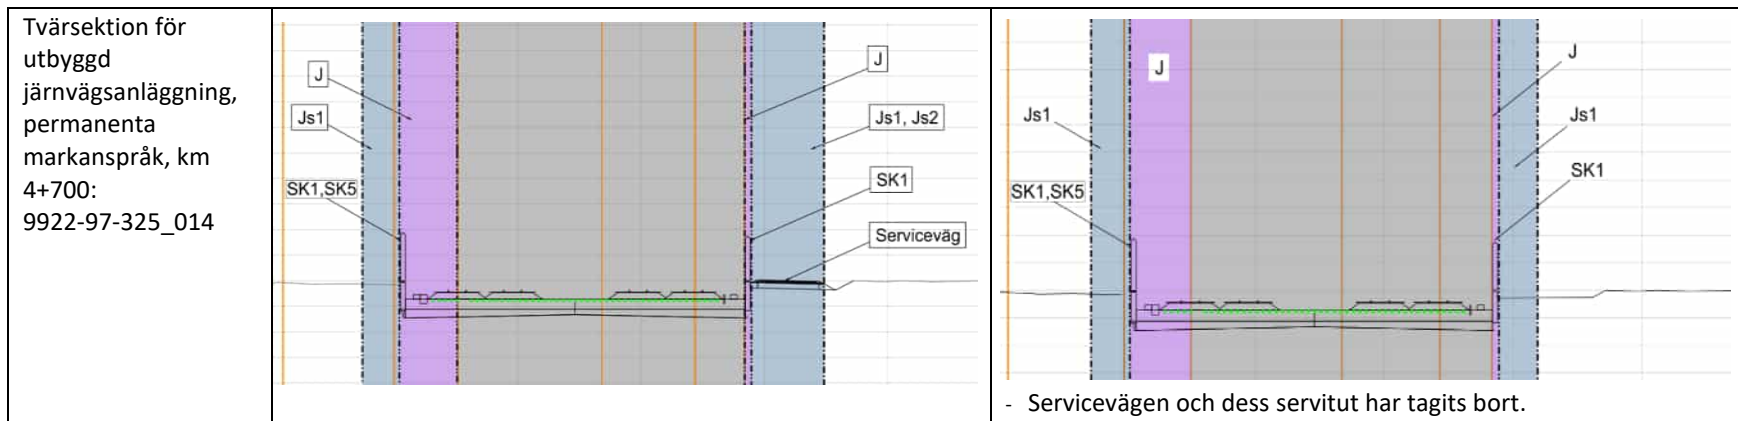 Tvärsektion för
utbyggd
järnvägsanläggning,
permanenta
markanspråk, km
4+700:
9922-97-325_014
J
Js1
SK1,SK5
J
Js1, Js2
SK1
Serviceväg
J
Js1
SK1,SK5
J
Js1
SK1
- Servicevägen och dess servitut har tagits bort.